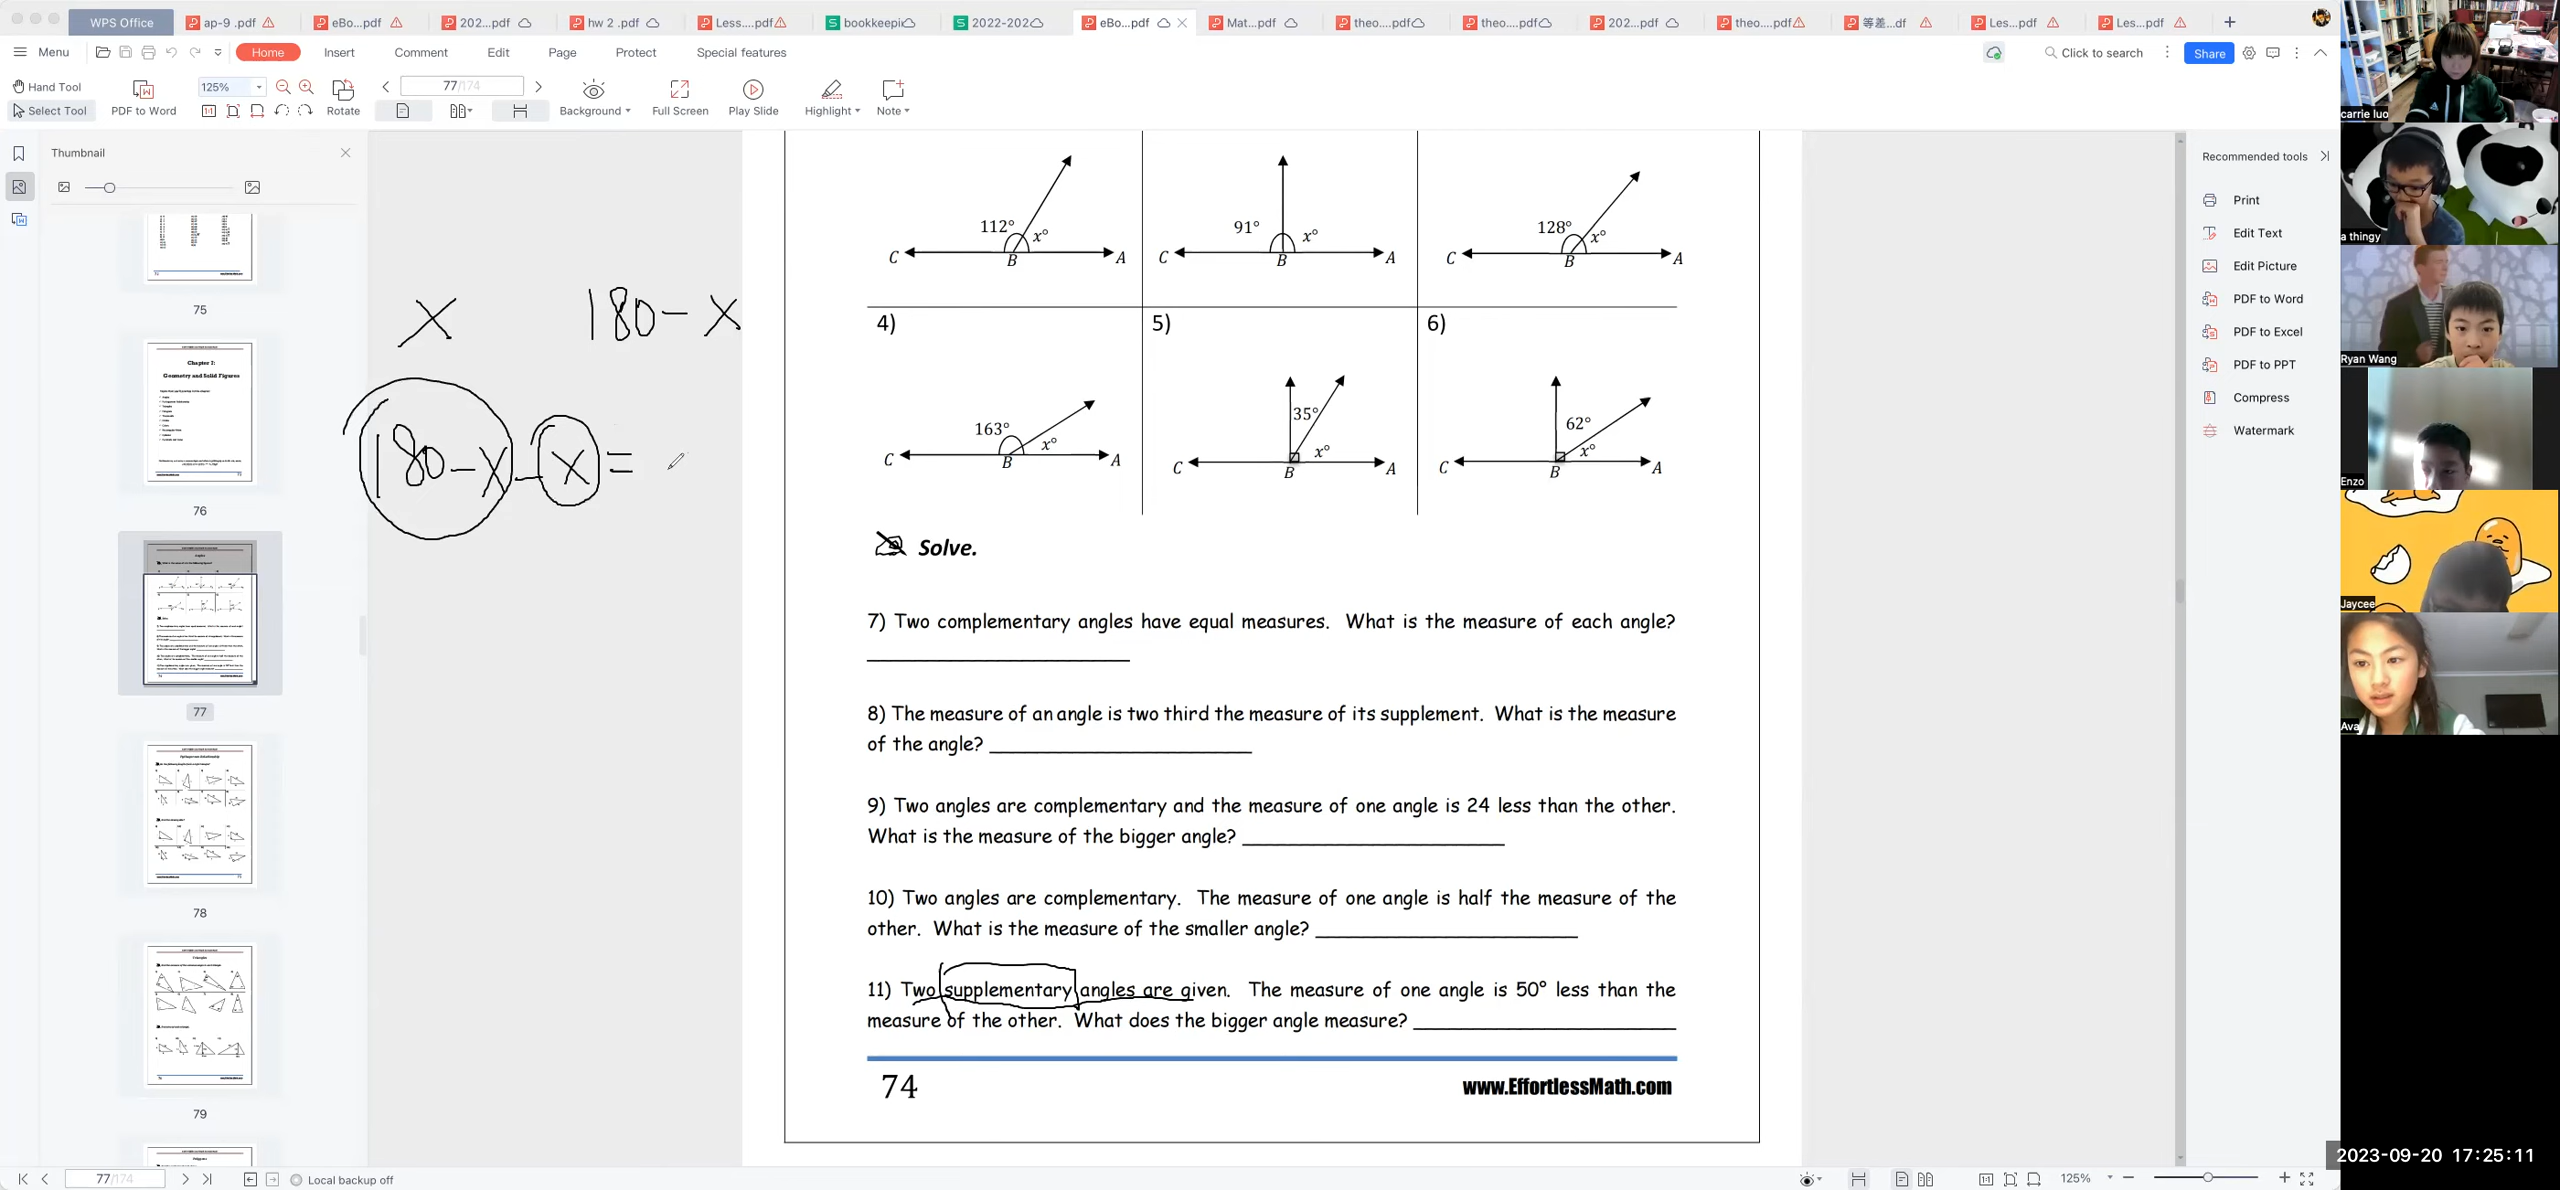 WPS Office ap-9 .pdf eBo...pdf 202...pdf hw 2 .pdf Less....pdf bookkeepi 2022-202 eBo...pdf Mat...pdf theo....pdf theo....pdf 202...pdf theo....pdf 等差...df Les...pdf Les...pdf
Menu Home Insert Comment Edit Page Protect Special features Click to search Share
Hand Tool 125% 77/174
Select Tool PDF to Word Rotate Background Full Screen Play Slide Highlight Note
Thumbnail
75
Chapter 2:
Geometry and Solid Figures
76
77
78
79
x 180 - x
180 - x - x =
112° x° C B A
91° x° C B A
128° x° C B A
4) 5) 6)
163° x° C B A
35° x° C B A
62° x° C B A
Solve.
7) Two complementary angles have equal measures. What is the measure of each angle?
8) The measure of an angle is two third the measure of its supplement. What is the measure
of the angle?
9) Two angles are complementary and the measure of one angle is 24 less than the other.
What is the measure of the bigger angle?
10) Two angles are complementary. The measure of one angle is half the measure of the
other. What is the measure of the smaller angle?
11) Two supplementary angles are given. The measure of one angle is 50° less than the
measure of the other. What does the bigger angle measure?
74 www.EffortlessMath.com
Recommended tools
Print
Edit Text
Edit Picture
PDF to Word
PDF to Excel
PDF to PPT
Compress
Watermark
carrie luo
a thingy
Ryan Wang
Enzo
Jaycee
Ava
77/174 Local backup off 125%
2023-09-20 17:25:11